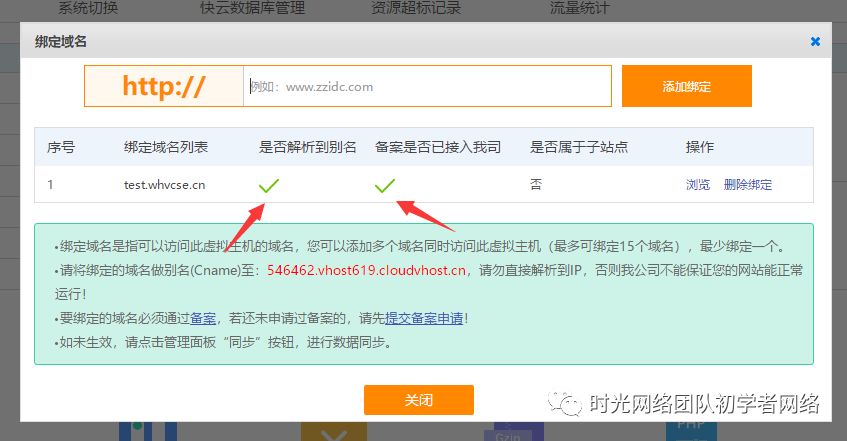 系统切换 快云数据库管理 资源超标记录 流量统计
绑定域名
http:// 例如：www.zzidc.com 添加绑定
序号 绑定域名列表 是否解析到别名 备案是否已接入我司 是否属于子站点 操作
1 test.whvcse.cn 否 浏览 删除绑定
•绑定域名是指可以访问此虚拟主机的域名，您可以添加多个域名同时访问此虚拟主机（最多可绑定15个域名），最少绑定一个。
•请将绑定的域名做别名(Cname)至：546462.vhost619.cloudvhost.cn，请勿直接解析到IP，否则我公司不能保证您的网站能正常
运行！
•要绑定的域名必须通过备案，若还未申请过备案的，请先提交备案申请！
•如未生效，请点击管理面板“同步”按钮，进行数据同步。
关闭
时光网络团队初学者网络
Gzip PHP